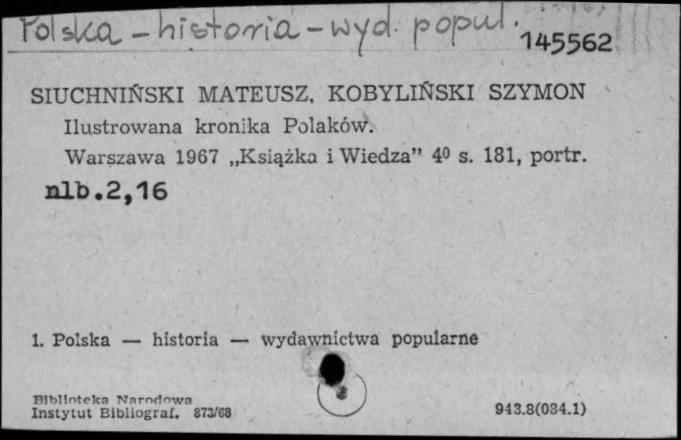 Polska - historia - wyd. popul.
145562
SIUCHNIŃSKI MATEUSZ, KOBYLIŃSKI SZYMON
Ilustrowana kronika Polaków.
Warszawa 1967 „Książka i Wiedza” 4⁰ s. 181, portr.
nlb.2,16
1. Polska — historia — wydawnictwa popularne
Biblioteka Narodowa
Instytut Bibliograf. 873/68
943.8(084.1)